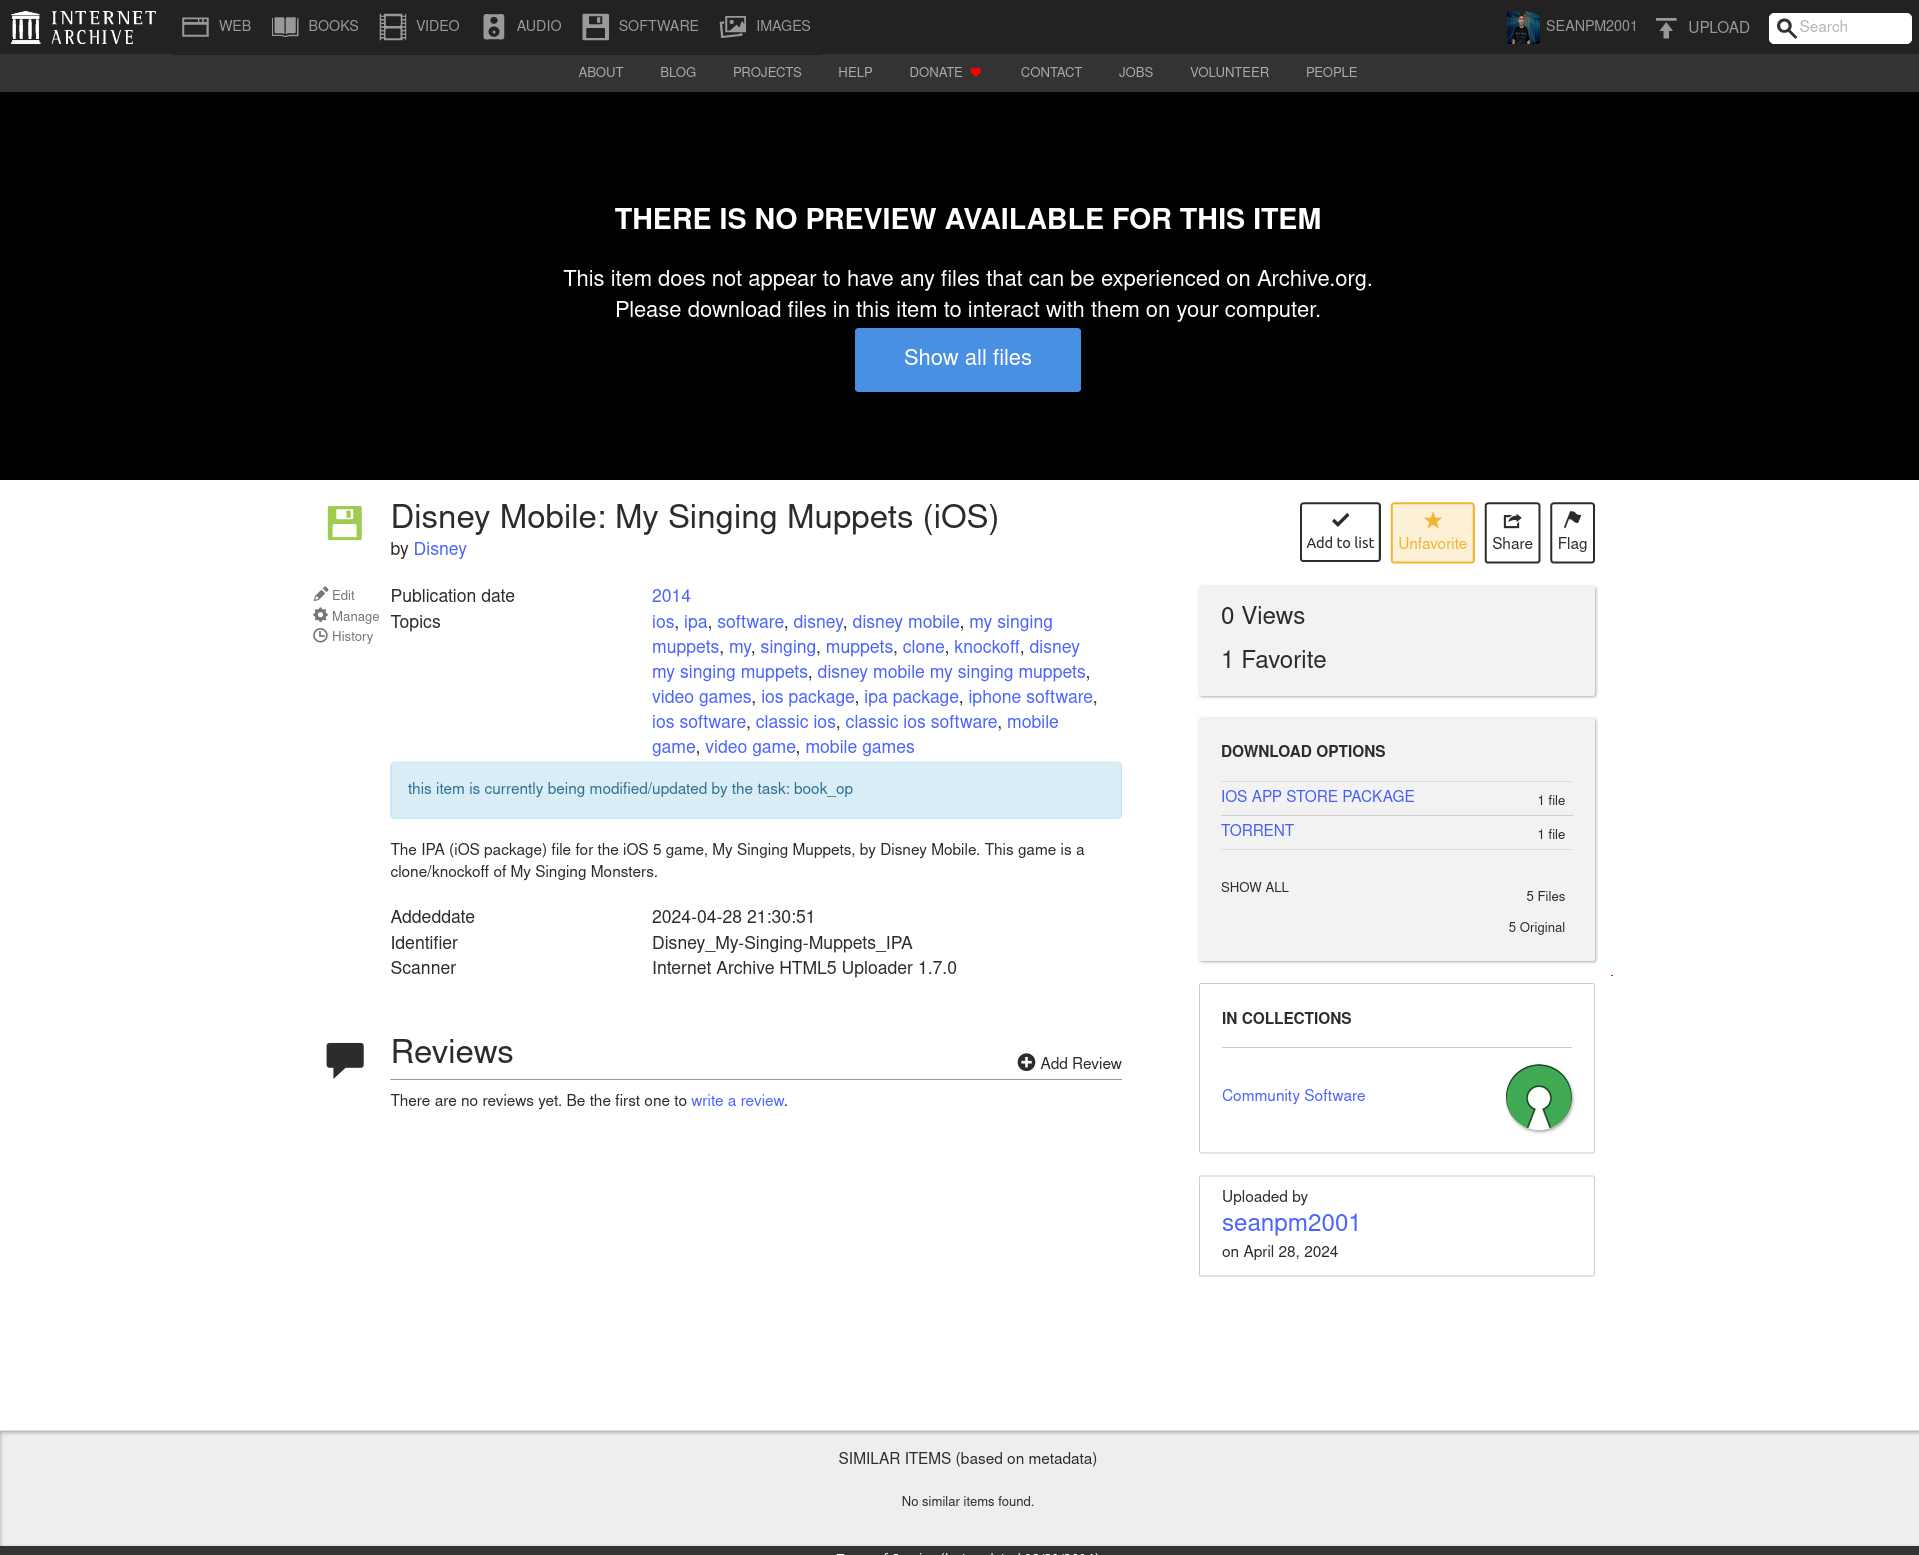 INTERNET ARCHIVE
WEB BOOKS VIDEO AUDIO SOFTWARE IMAGES SEANPM2001 UPLOAD Search
ABOUT BLOG PROJECTS HELP DONATE CONTACT JOBS VOLUNTEER PEOPLE
THERE IS NO PREVIEW AVAILABLE FOR THIS ITEM
This item does not appear to have any files that can be experienced on Archive.org.
Please download files in this item to interact with them on your computer.
Show all files
Disney Mobile: My Singing Muppets (iOS)
by Disney
Add to list Unfavorite Share Flag
Edit
Manage
History
Publication date 2014
Topics ios, ipa, software, disney, disney mobile, my singing
muppets, my, singing, muppets, clone, knockoff, disney
my singing muppets, disney mobile my singing muppets,
video games, ios package, ipa package, iphone software,
ios software, classic ios, classic ios software, mobile
game, video game, mobile games
this item is currently being modified/updated by the task: book_op
The IPA (iOS package) file for the iOS 5 game, My Singing Muppets, by Disney Mobile. This game is a
clone/knockoff of My Singing Monsters.
Addeddate 2024-04-28 21:30:51
Identifier Disney_My-Singing-Muppets_IPA
Scanner Internet Archive HTML5 Uploader 1.7.0
Reviews
Add Review
There are no reviews yet. Be the first one to write a review.
0 Views
1 Favorite
DOWNLOAD OPTIONS
IOS APP STORE PACKAGE 1 file
TORRENT 1 file
SHOW ALL 5 Files
5 Original
IN COLLECTIONS
Community Software
Uploaded by
seanpm2001
on April 28, 2024
SIMILAR ITEMS (based on metadata)
No similar items found.